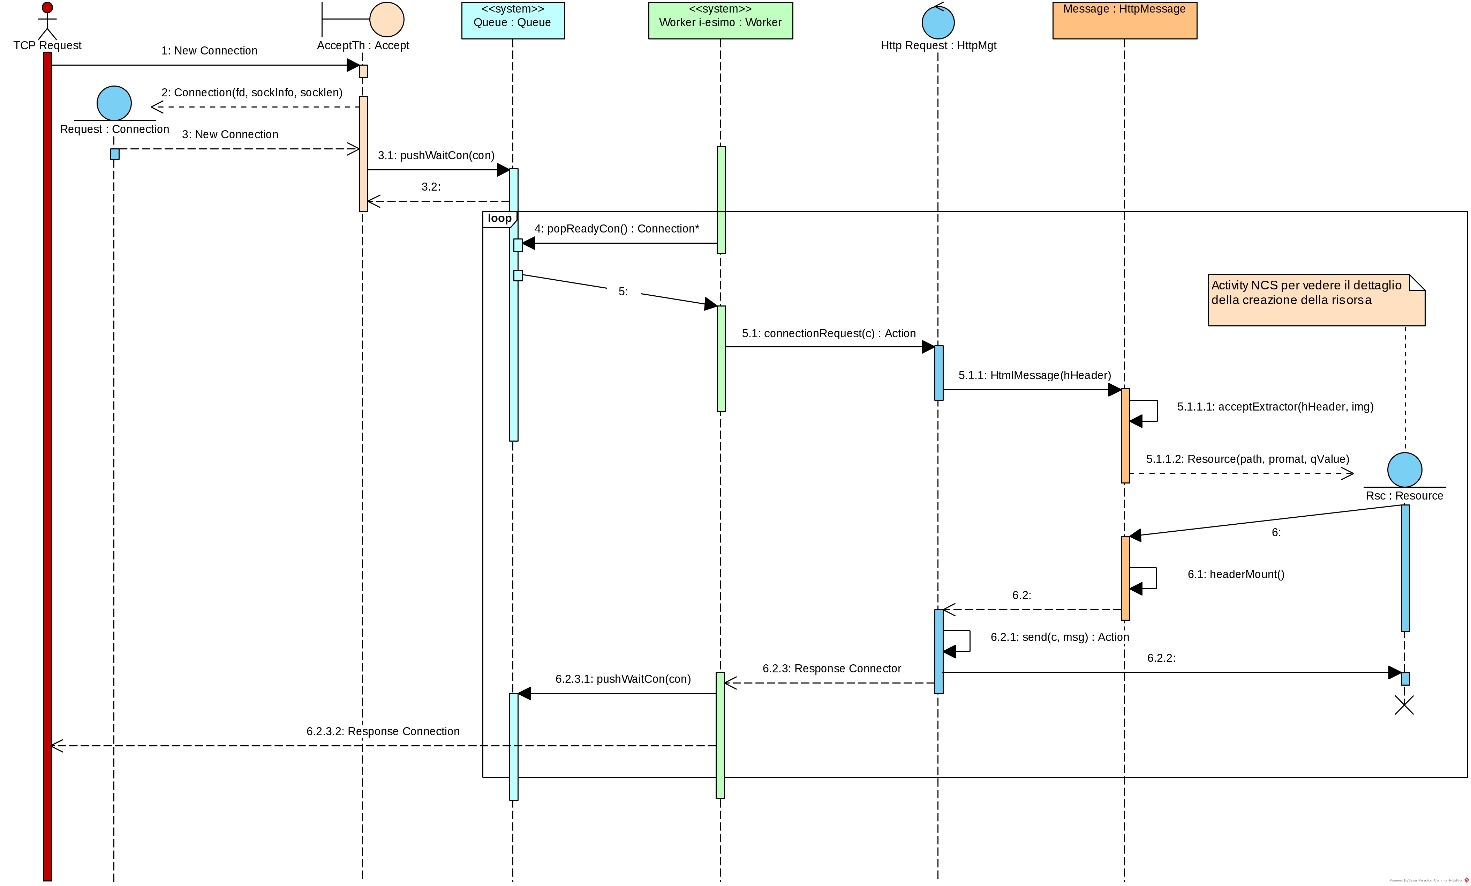 <<system>>
Queue : Queue
<<system>>
Worker i-esimo : Worker
Message : HttpMessage
TCP Request
AcceptTh : Accept
Http Request : HttpMgt
1: New Connection
2: Connection(fd, sockInfo, socklen)
Request : Connection
3: New Connection
3.1: pushWaitCon(con)
3.2:
loop
4: popReadyCon() : Connection*
5:
Activity NCS per vedere il dettaglio
della creazione della risorsa
5.1: connectionRequest(c) : Action
5.1.1: HtmlMessage(hHeader)
5.1.1.1: acceptExtractor(hHeader, img)
5.1.1.2: Resource(path, promat, qValue)
Rsc : Resource
6:
6.1: headerMount()
6.2:
6.2.1: send(c, msg) : Action
6.2.2:
6.2.3: Response Connector
6.2.3.1: pushWaitCon(con)
6.2.3.2: Response Connection